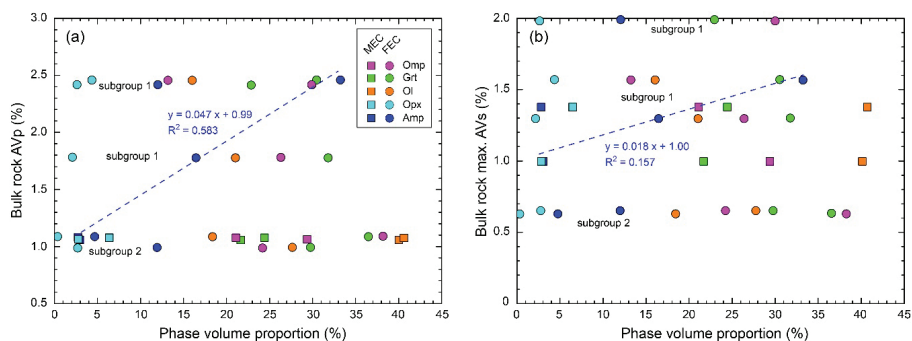 (a)
3.0
2.5
2.0
1.5
1.0
0.5
Bulk rock AVp (%)
0 5 10 15 20 25 30 35 40 45
Phase volume proportion (%)
subgroup 1
y = 0.047 x + 0.99
R² = 0.583
subgroup 1
subgroup 2
MEC FEC
Omp
Grt
Ol
Opx
Amp
(b)
2.0
1.5
1.0
0.5
0.0
Bulk rock max. AVs (%)
0 5 10 15 20 25 30 35 40 45
Phase volume proportion (%)
subgroup 1
subgroup 1
y = 0.018 x + 1.00
R² = 0.157
subgroup 2